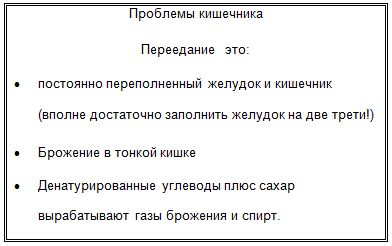 Проблемы кишечника
Переедание это:
• постоянно переполненный желудок и кишечник
(вполне достаточно заполнить желудок на две трети!)
• Брожение в тонкой кишке
• Денатурированные углеводы плюс сахар
вырабатывают газы брожения и спирт.